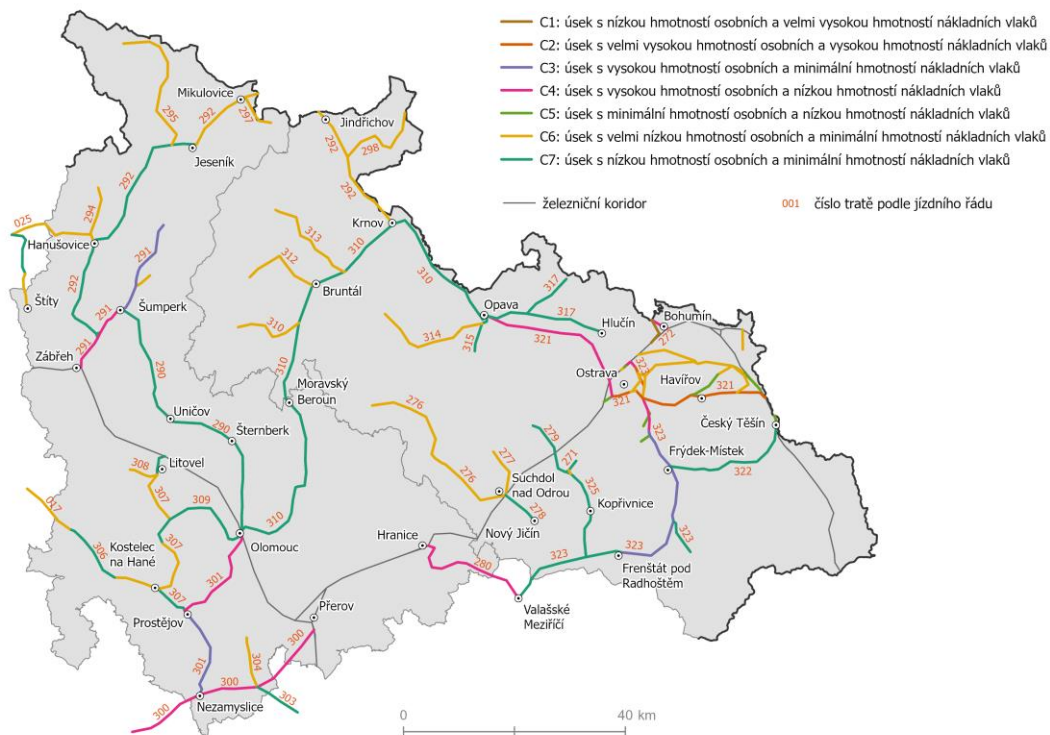 C1: úsek s nízkou hmotností osobních a velmi vysokou hmotností nákladních vlaků
C2: úsek s velmi vysokou hmotností osobních a vysokou hmotností nákladních vlaků
C3: úsek s vysokou hmotností osobních a minimální hmotností nákladních vlaků
C4: úsek s vysokou hmotností osobních a nízkou hmotností nákladních vlaků
C5: úsek s minimální hmotností osobních a nízkou hmotností nákladních vlaků
C6: úsek s velmi nízkou hmotností osobních a minimální hmotností nákladních vlaků
C7: úsek s nízkou hmotností osobních a minimální hmotností nákladních vlaků
železniční koridor
001 číslo tratě podle jízdního řádu
Mikulovice
295
292
297
Jindřichov
292
298
Jeseník
292
292
294
025
Hanušovice
291
313
Krnov
310
312
310
292
Štíty
291
Šumperk
Bruntál
317
Opava
317
Hlučín
Bohumín
272
310
314
315
321
291
Zábřeh
290
310
Ostrava
323
Havířov
321
321
Moravský
Beroun
276
Uničov
290
Šternberk
279
323
Český Těšín
Frýdek-Místek
322
308
Litovel
277
271
276
Suchdol
nad Odrou
325
Kopřivnice
017
307
309
310
278
Olomouc
Nový Jičín
323
Kostelec
na Hané
307
306
Hranice
323
323
Frenštát pod
Radhoštěm
301
280
307
Prostějov
Přerov
Valašské
Meziříčí
300
301
304
300
303
Nezamyslice
300
0
40 km